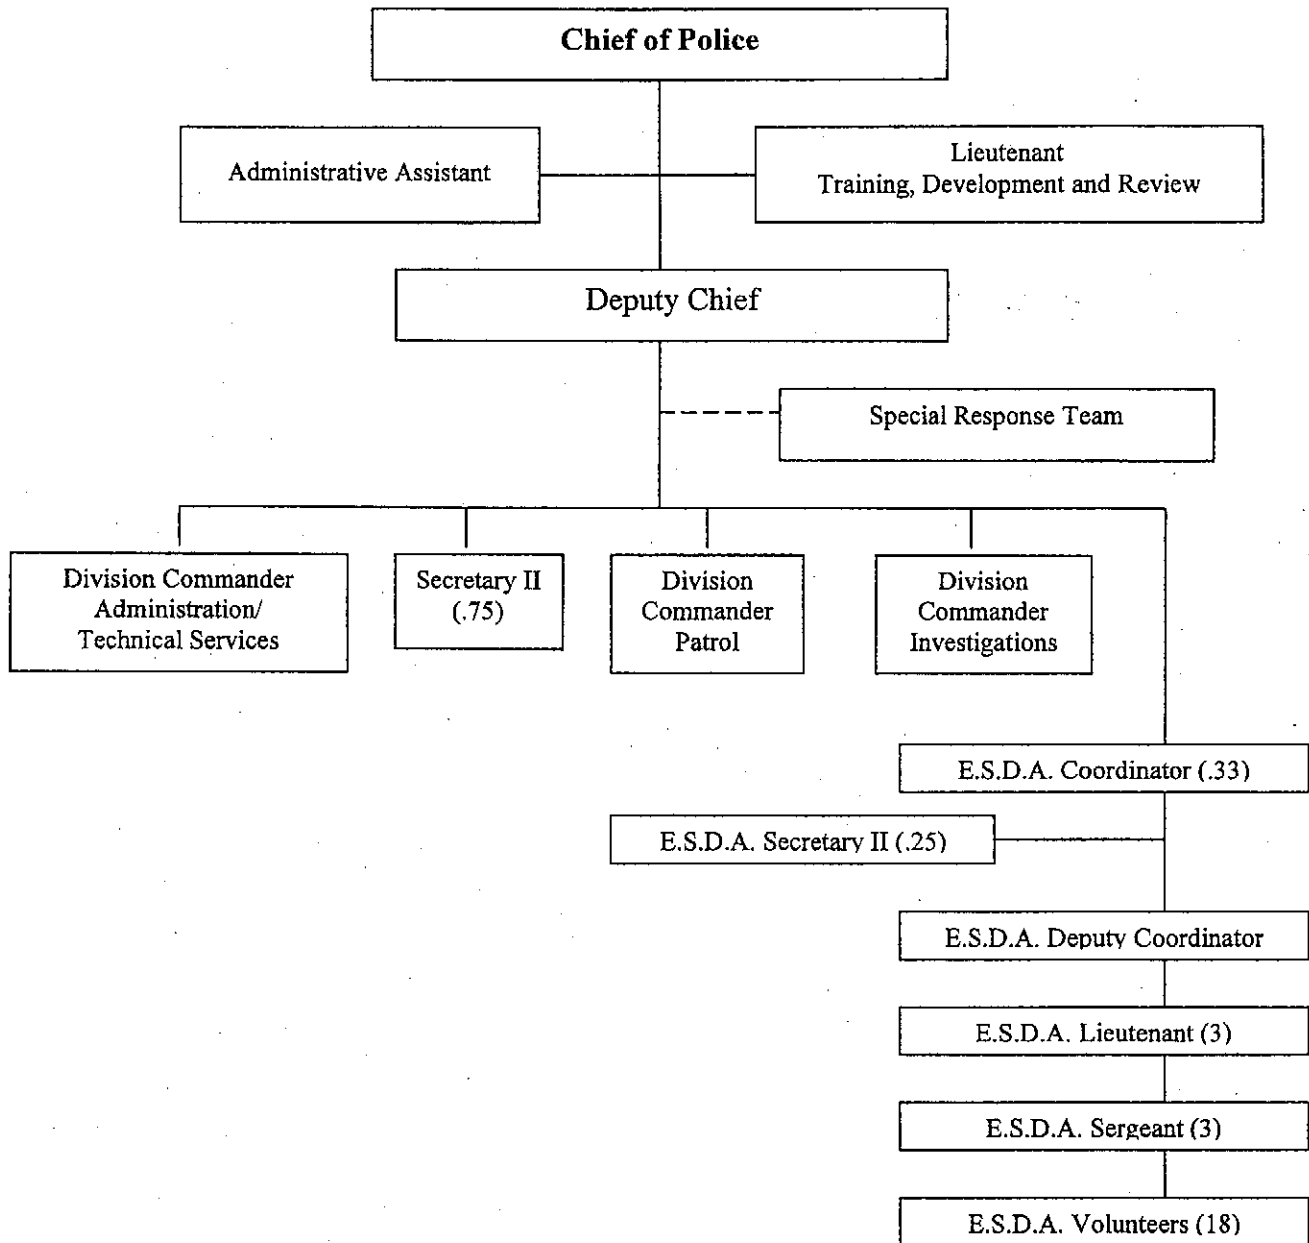 Chief of Police
Administrative Assistant
Lieutenant
Training, Development and Review
Deputy Chief
Special Response Team
Division Commander
Administration/
Technical Services
Secretary II
(.75)
Division
Commander
Patrol
Division
Commander
Investigations
E.S.D.A. Coordinator (.33)
E.S.D.A. Secretary II (.25)
E.S.D.A. Deputy Coordinator
E.S.D.A. Lieutenant (3)
E.S.D.A. Sergeant (3)
E.S.D.A. Volunteers (18)